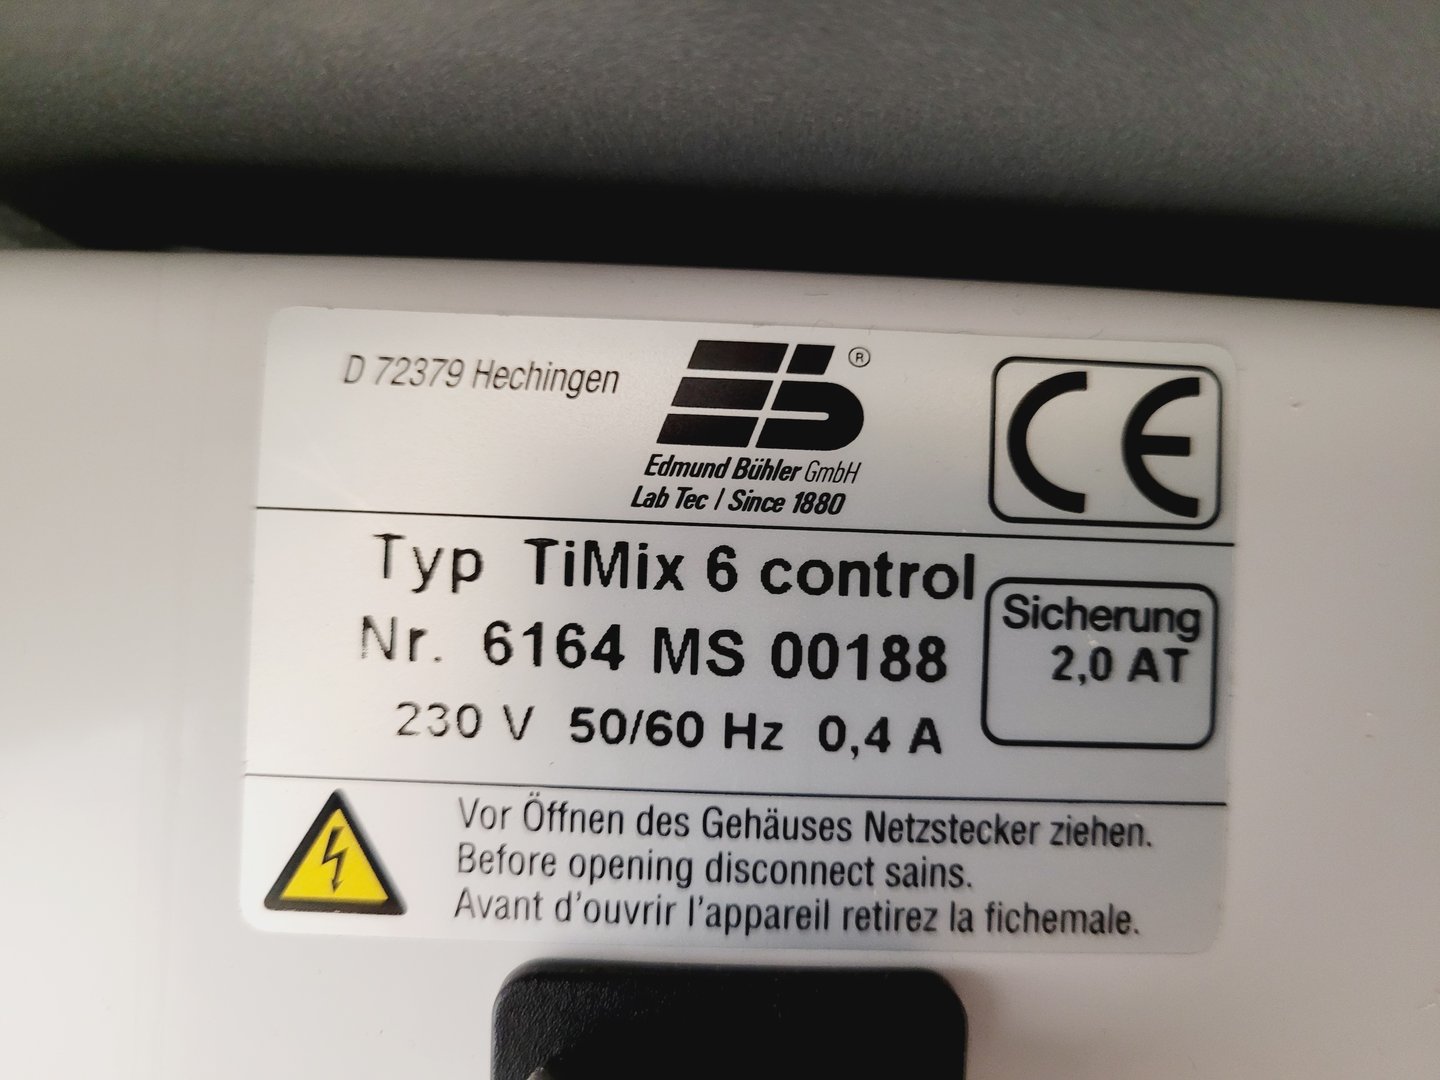 D 72379 Hechingen
®
Edmund Bühler GmbH
Lab Tec / Since 1880
CE
Typ TiMix 6 control
Nr. 6164 MS 00188
230 V 50/60 Hz 0,4 A
Sicherung
2,0 AT
Vor Öffnen des Gehäuses Netzstecker ziehen.
Before opening disconnect sains.
Avant d'ouvrir l'appareil retirez la fichemale.